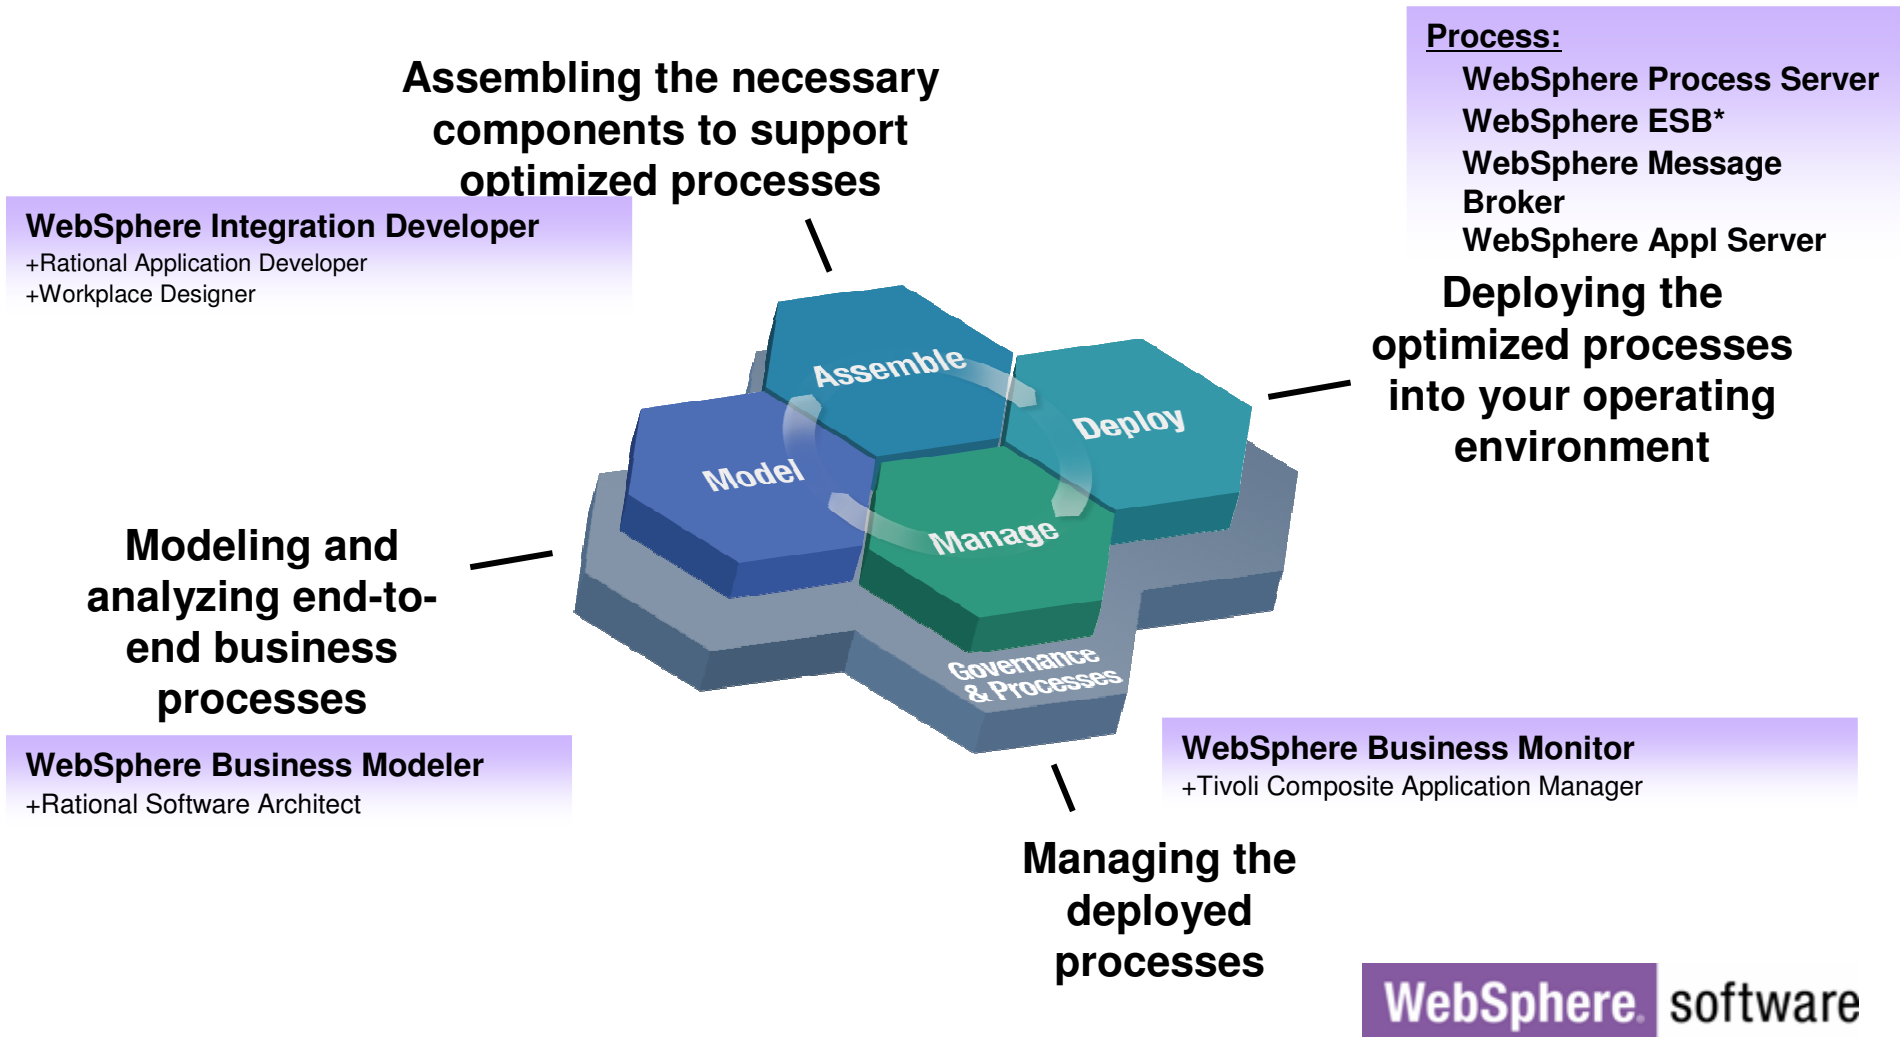 Assembling the necessary
components to support
optimized processes
WebSphere Integration Developer
+Rational Application Developer
+Workplace Designer
Process:
WebSphere Process Server
WebSphere ESB*
WebSphere Message
Broker
WebSphere Appl Server
Deploying the
optimized processes
into your operating
environment
Assemble
Deploy
Model
Manage
Governance
& Processes
Modeling and
analyzing end-to-
end business
processes
WebSphere Business Modeler
+Rational Software Architect
WebSphere Business Monitor
+Tivoli Composite Application Manager
Managing the
deployed
processes
WebSphere® software